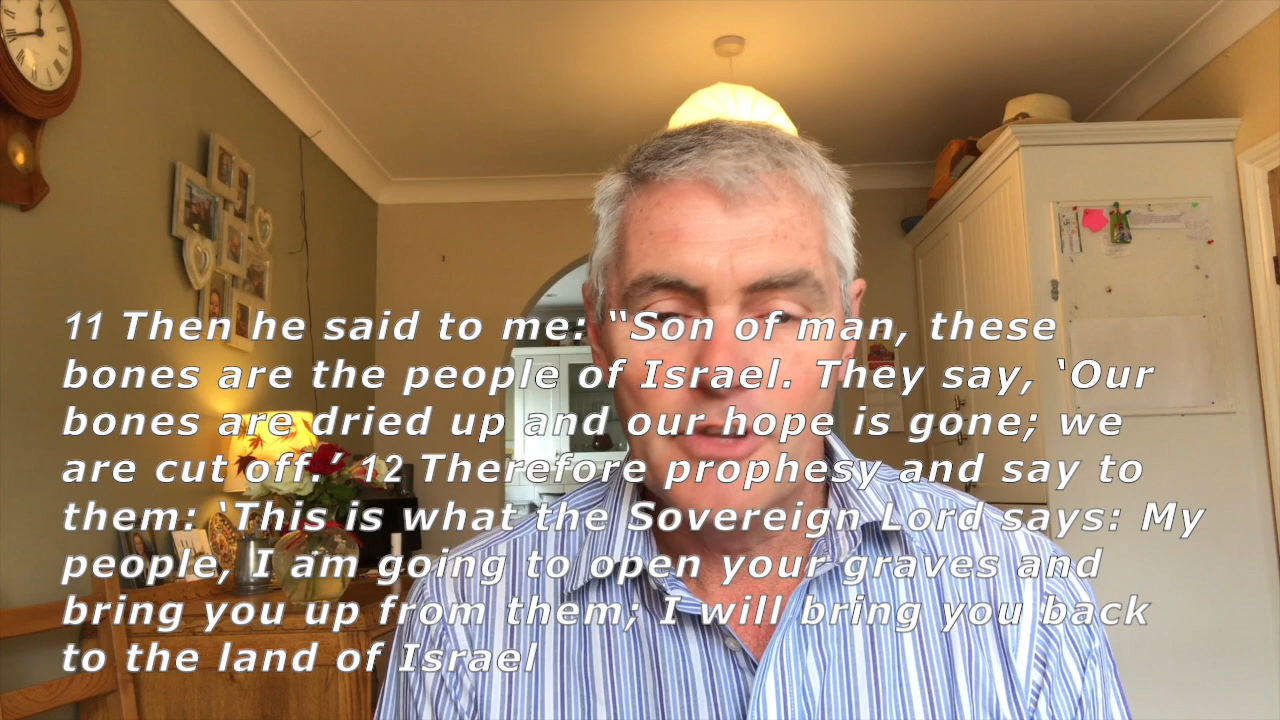 11 Then he said to me: “Son of man, these
bones are the people of Israel. They say, ‘Our
bones are dried up and our hope is gone; we
are cut off.’ 12 Therefore prophesy and say to
them: ‘This is what the Sovereign Lord says: My
people, I am going to open your graves and
bring you up from them; I will bring you back
to the land of Israel